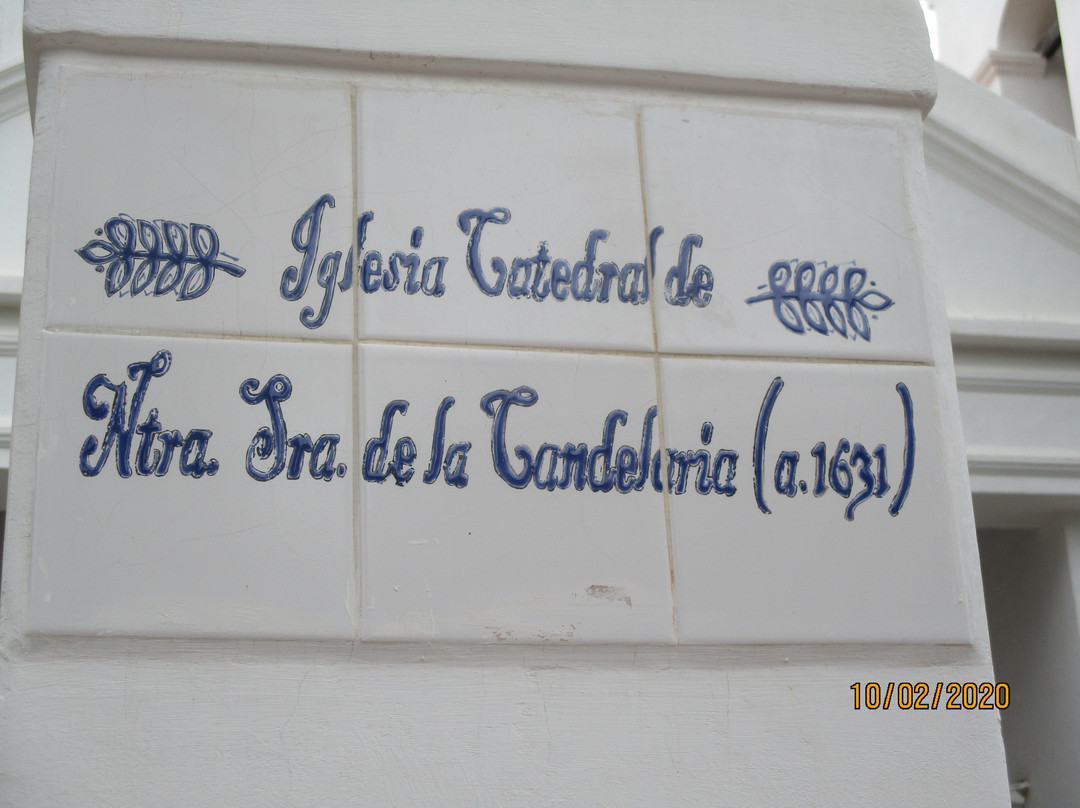 Iglesia Catedral de
Ntra. Sra. de la Candelaria (a.1631)
10/02/2020